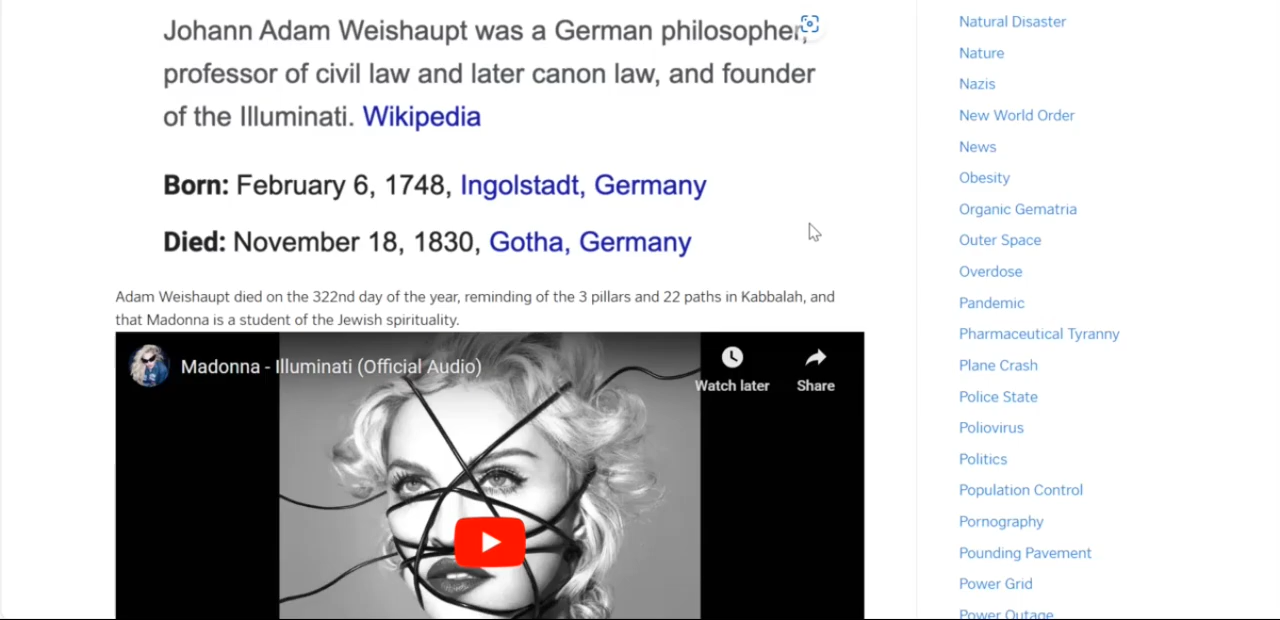 Johann Adam Weishaupt was a German philosopher,
professor of civil law and later canon law, and founder
of the Illuminati. Wikipedia
Born: February 6, 1748, Ingolstadt, Germany
Died: November 18, 1830, Gotha, Germany
Adam Weishaupt died on the 322nd day of the year, reminding of the 3 pillars and 22 paths in Kabbalah, and
that Madonna is a student of the Jewish spirituality.
Madonna - Illuminati (Official Audio)
Watch later
Share
Natural Disaster
Nature
Nazis
New World Order
News
Obesity
Organic Gematria
Outer Space
Overdose
Pandemic
Pharmaceutical Tyranny
Plane Crash
Police State
Poliovirus
Politics
Population Control
Pornography
Pounding Pavement
Power Grid
Power Outage